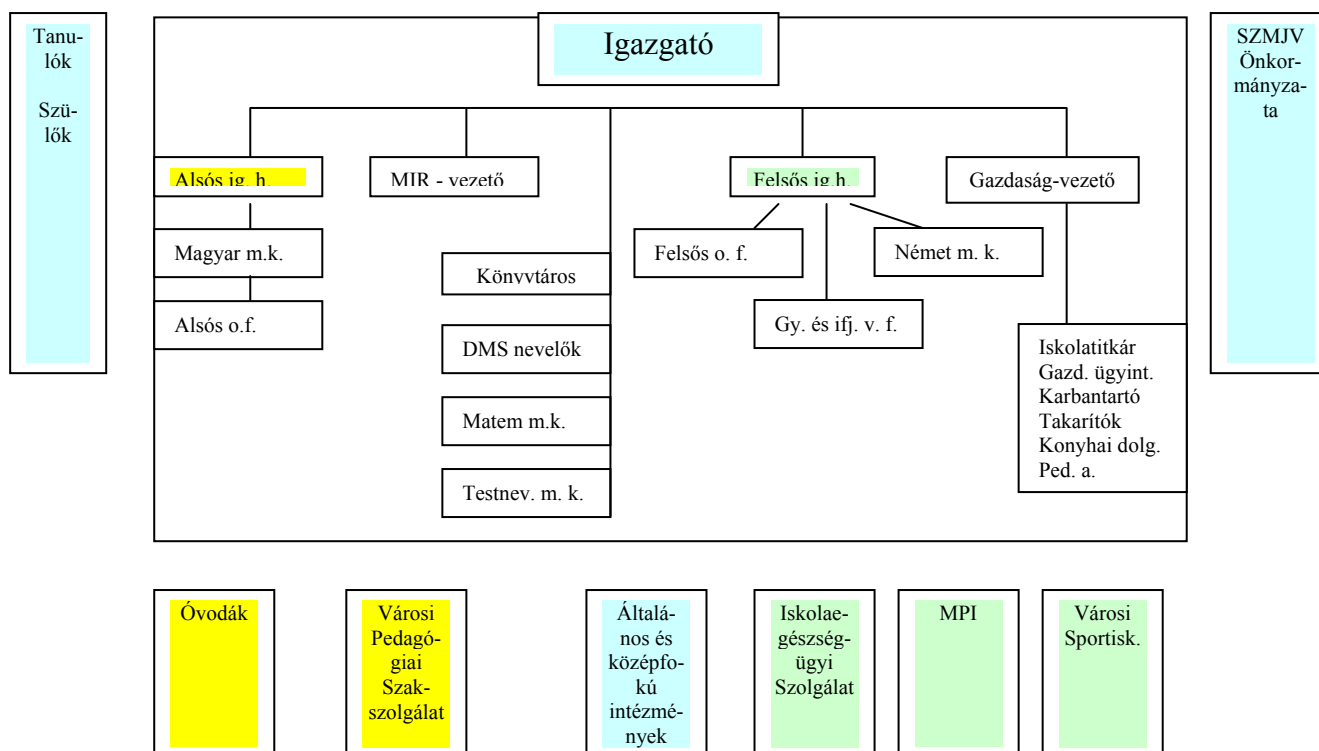 Tanu-
lók
Szü-
lők
Igazgató
SZMJV
Önkor-
mányza-
ta
Alsós ig. h.
MIR - vezető
Felsős ig.h.
Gazdaság-vezető
Magyar m.k.
Felsős o. f.
Német m. k.
Könyvtáros
Alsós o.f.
Gy. és ifj. v. f.
DMS nevelők
Iskolatitkár
Gazd. ügyint.
Karbantartó
Takarítók
Konyhai dolg.
Ped. a.
Matem m.k.
Testnev. m. k.
Óvodák
Városi
Pedagó-
giai
Szak-
szolgálat
Általá-
nos és
középfo-
kú
intézmé-
nyek
Iskolae-
gészség-
ügyi
Szolgálat
MPI
Városi
Sportisk.